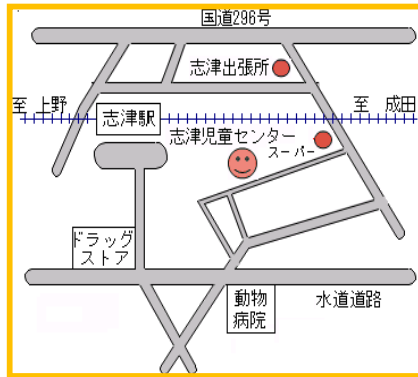 国道296号
志津出張所
至 上野
至 成田
志津駅
志津児童センター
スーパー
ドラッグ
ストア
動物
病院
水道道路